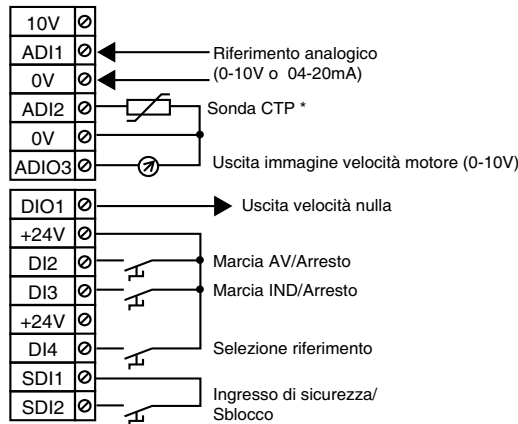 10V
ADI1
Riferimento analogico
0V
(0-10V o 04-20mA)
ADI2
Sonda CTP *
0V
ADIO3
Uscita immagine velocità motore (0-10V)
DIO1
Uscita velocità nulla
+24V
DI2
Marcia AV/Arresto
DI3
Marcia IND/Arresto
+24V
DI4
Selezione riferimento
SDI1
Ingresso di sicurezza/
SDI2
Sblocco